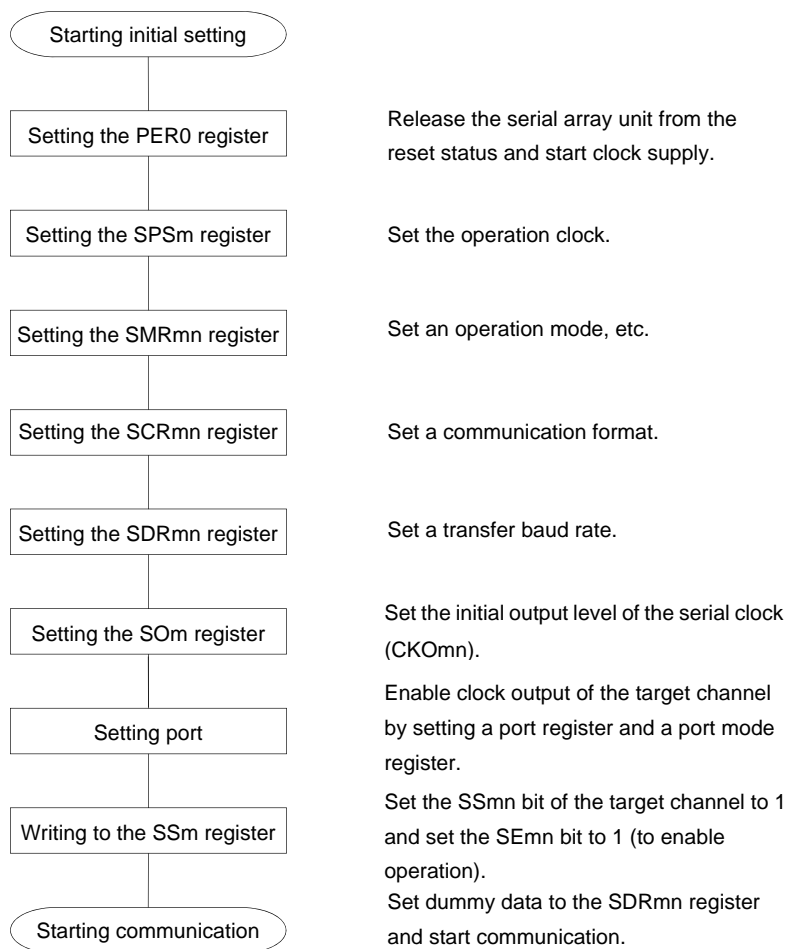 Starting initial setting
Setting the PER0 register
Release the serial array unit from the
reset status and start clock supply.
Setting the SPSm register
Set the operation clock.
Setting the SMRmn register
Set an operation mode, etc.
Setting the SCRmn register
Set a communication format.
Setting the SDRmn register
Set a transfer baud rate.
Setting the SOm register
Set the initial output level of the serial clock
(CKOmn).
Setting port
Enable clock output of the target channel
by setting a port register and a port mode
register.
Writing to the SSm register
Set the SSmn bit of the target channel to 1
and set the SEmn bit to 1 (to enable
operation).
Starting communication
Set dummy data to the SDRmn register
and start communication.